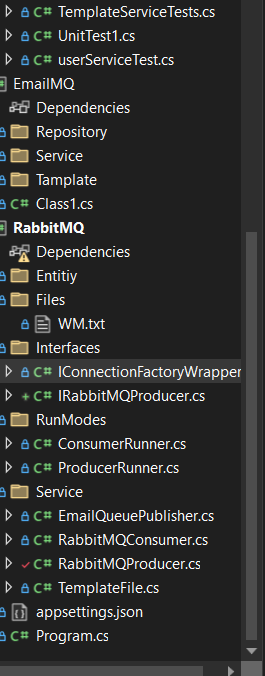 TemplateServiceTests.cs
UnitTest1.cs
userServiceTest.cs
EmailMQ
Dependencies
Repository
Service
Tamplate
Class1.cs
RabbitMQ
Dependencies
Entitiy
Files
WM.txt
Interfaces
IConnectionFactoryWrapper
IRabbitMQProducer.cs
RunModes
ConsumerRunner.cs
ProducerRunner.cs
Service
EmailQueuePublisher.cs
RabbitMQConsumer.cs
RabbitMQProducer.cs
TemplateFile.cs
appsettings.json
Program.cs